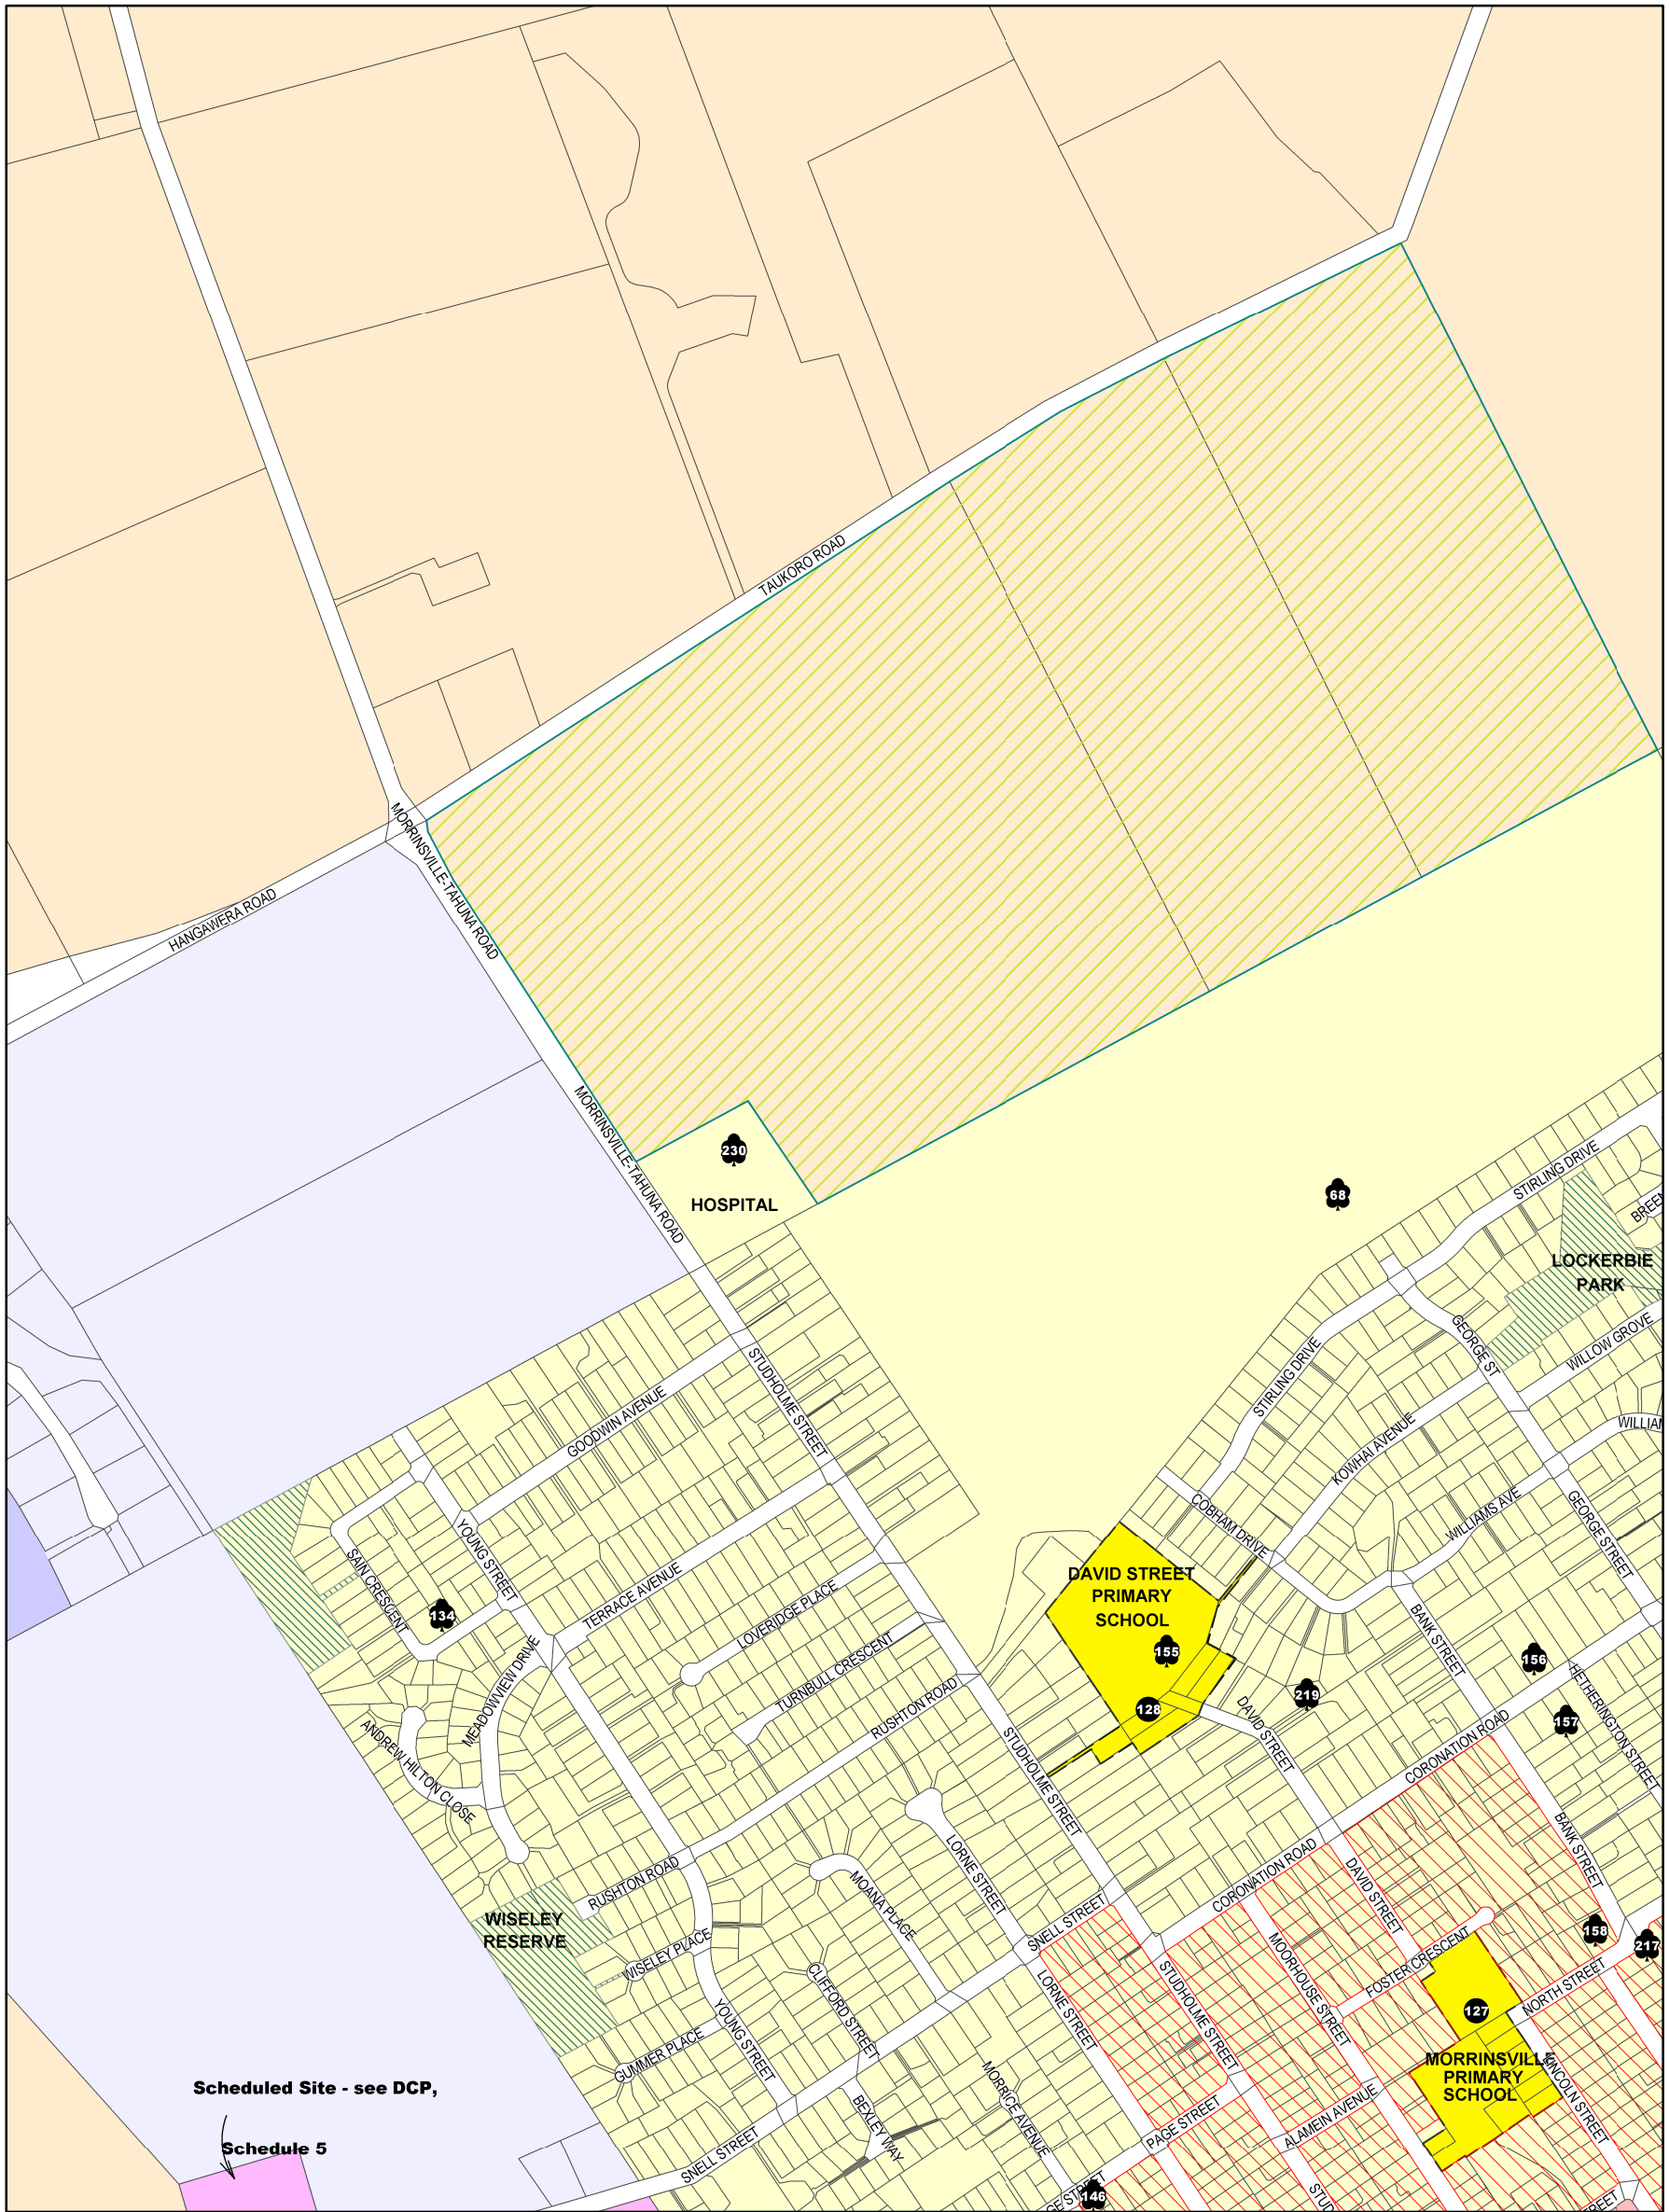 TAUKORO ROAD
MORRINSVILLE-TAHUNA ROAD
HANGAWERA ROAD
MORRINSVILLE-TAHUNA ROAD
230
HOSPITAL
68
STIRLING DRIVE
LOCKERBIE
PARK
GEORGE ST
WILLOW GROVE
STIRLING DRIVE
STUDHOLME STREET
GOODWIN AVENUE
KOWHAI AVENUE
COBHAM DRIVE
WILLIAMS AVE
GEORGE STREET
YOUNG STREET
SAIN CRESCENT
134
TERRACE AVENUE
LOVERIDGE PLACE
TURNBULL CRESCENT
DAVID STREET
PRIMARY
SCHOOL
155
128
BANK STREET
156
157
HETHERINGTON STREET
219
DAVID STREET
MEADOWVIEW DRIVE
ANDREW HILTON CLOSE
RUSHTON ROAD
STUDHOLME STREET
CORONATION ROAD
BANK STREET
LORNE STREET
MOANA PLACE
RUSHTON ROAD
CORONATION ROAD
DAVID STREET
SNELL STREET
WISELEY
RESERVE
WISELEY PLACE
CLIFFORD STREET
LORNE STREET
STUDHOLME STREET
MOORHOUSE STREET
FOSTER CRESCENT
158
217
NORTH STREET
127
MORRINSVILLE
PRIMARY
SCHOOL
LINCOLN STREET
YOUNG STREET
GUMMER PLACE
MORRICE AVENUE
BEXLEY WAY
PAGE STREET
ALAMEIN AVENUE
SNELL STREET
146
Scheduled Site - see DCP,
Schedule 5